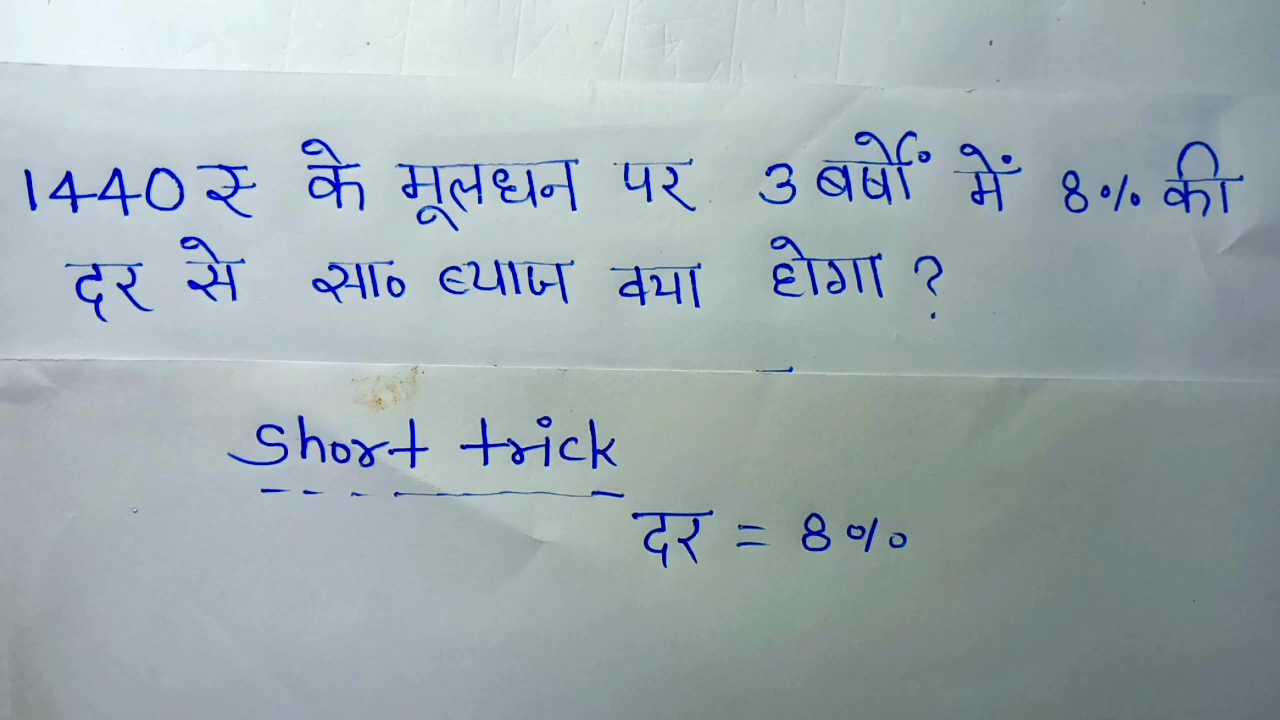 1440 रु के मूलधन पर 3 बर्षों में 8% की
दर से सा० ब्याज क्या होगा ?
Short trick
दर = 8%